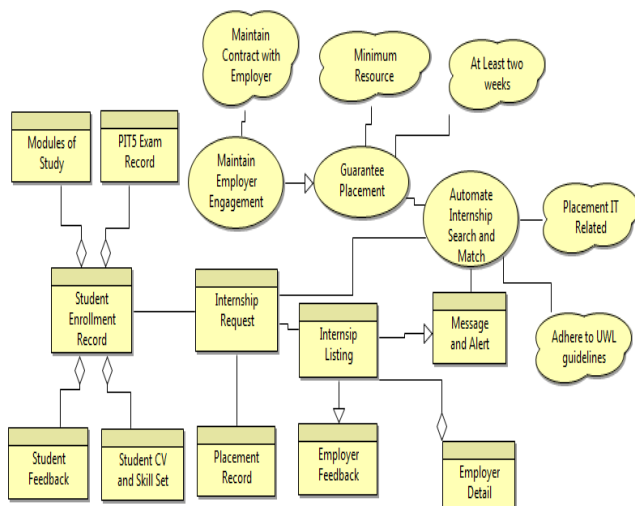 Maintain
Contract with
Employer
Minimum
Resource
At Least two
weeks
Modules of
Study
PIT5 Exam
Record
Maintain
Employer
Engagement
Guarantee
Placement
Automate
Internship
Search and
Match
Placement IT
Related
Student
Enrollment
Record
Internship
Request
Internsip
Listing
Message
and Alert
Adhere to UWL
guidelines
Student
Feedback
Student CV
and Skill Set
Placement
Record
Employer
Feedback
Employer
Detail